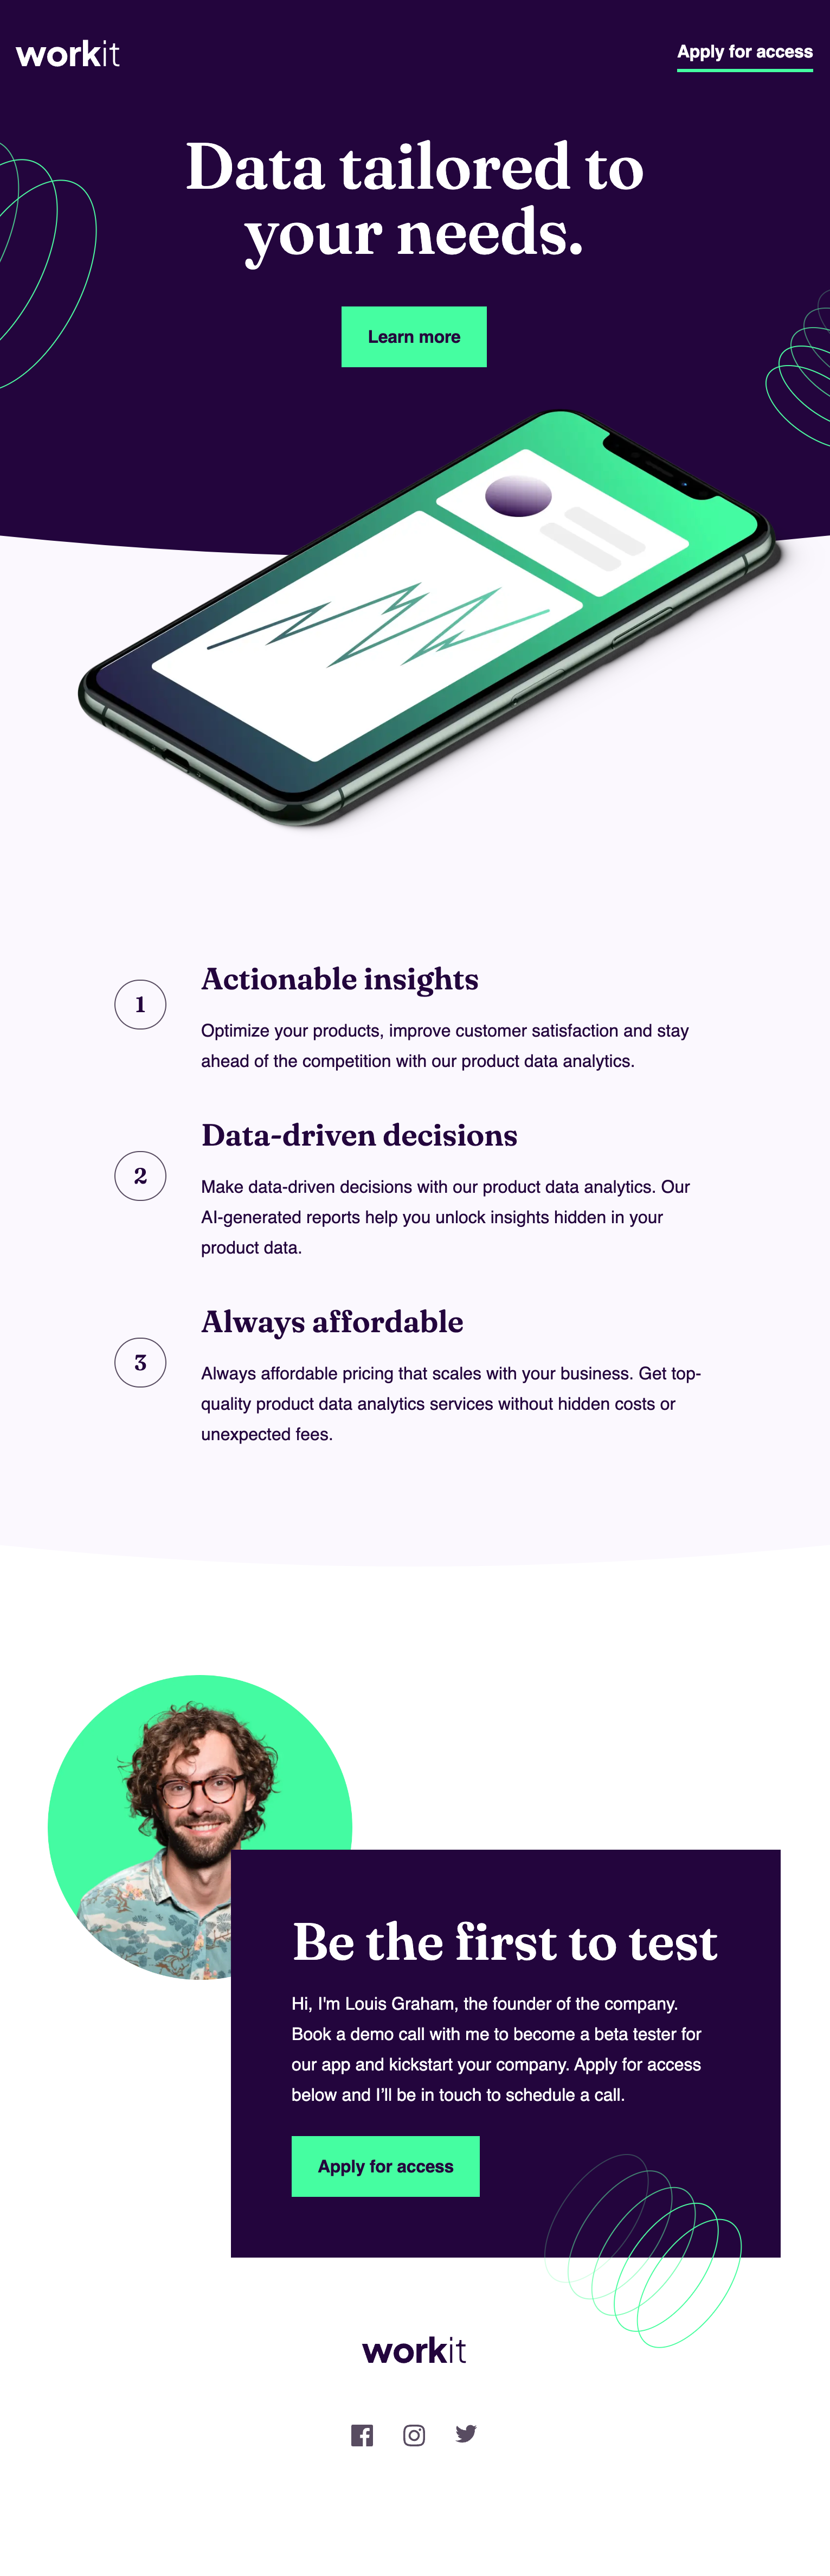 workit
Apply for access
Data tailored to
your needs.
Learn more
1
Actionable insights
Optimize your products, improve customer satisfaction and stay
ahead of the competition with our product data analytics.
2
Data-driven decisions
Make data-driven decisions with our product data analytics. Our
AI-generated reports help you unlock insights hidden in your
product data.
3
Always affordable
Always affordable pricing that scales with your business. Get top-
quality product data analytics services without hidden costs or
unexpected fees.
Be the first to test
Hi, I'm Louis Graham, the founder of the company.
Book a demo call with me to become a beta tester for
our app and kickstart your company. Apply for access
below and I’ll be in touch to schedule a call.
Apply for access
workit